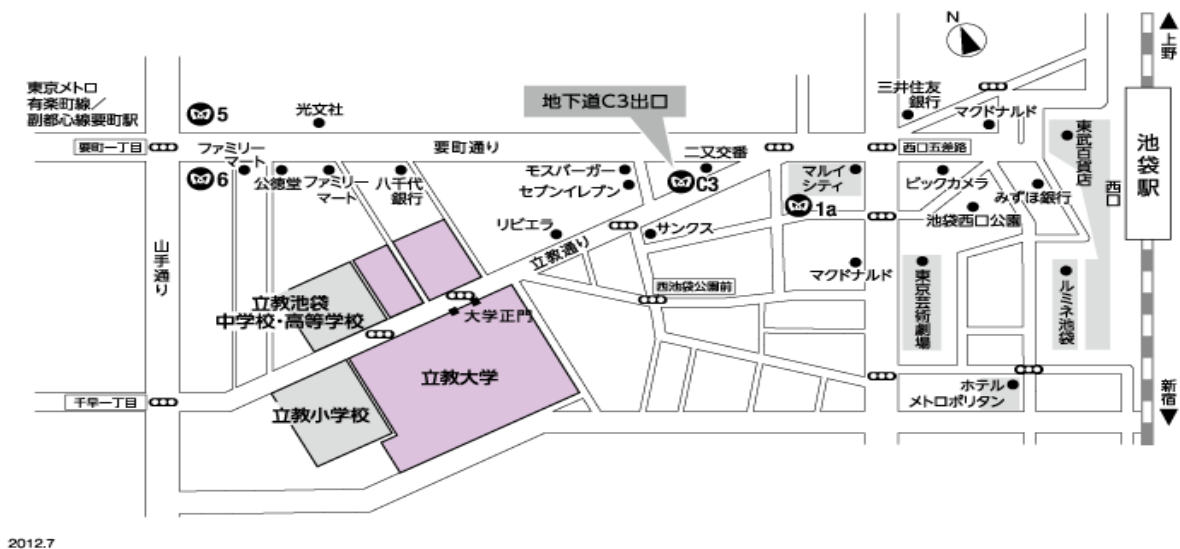 N
上野
東京メトロ
有楽町線/
副都心線要町駅
5
光文社
地下道C3出口
三井住友
銀行
マクドナルド
東武百貨店
池袋駅
要町一丁目
ファミリー
マート
要町通り
二又交番
西口五差路
6
公徳堂
ファミリー
マート
八千代
銀行
モスバーガー
セブンイレブン
C3
マルイ
シティ
1a
ビックカメラ
みずほ銀行
西口
池袋西口公園
山手通り
リビエラ
立教通り
サンクス
マクドナルド
東京芸術劇場
ルミネ池袋
西池袋公園前
立教池袋
中学校・高等学校
大学正門
立教大学
千早一丁目
立教小学校
ホテル
メトロポリタン
新宿
2012.7